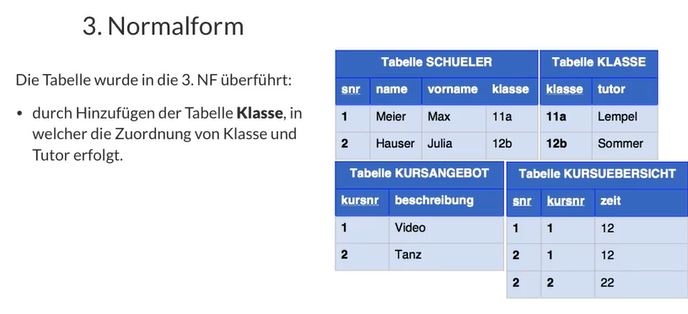 3. Normalform
Die Tabelle wurde in die 3. NF überführt:
• durch Hinzufügen der Tabelle Klasse, in
welcher die Zuordnung von Klasse und
Tutor erfolgt.
Tabelle SCHUELER
snr name vorname klasse
1 Meier Max 11a
2 Hauser Julia 12b
Tabelle KLASSE
klasse tutor
11a Lempel
12b Sommer
Tabelle KURSANGEBOT
kursnr beschreibung
1 Video
2 Tanz
Tabelle KURSUEBERSICHT
snr kursnr zeit
1 1 12
2 1 12
2 2 22